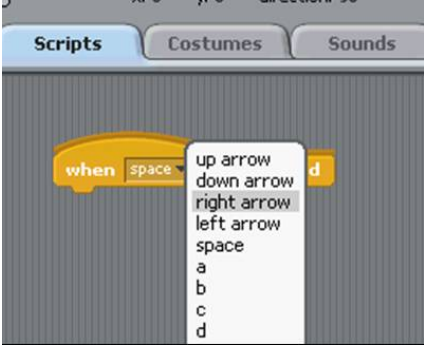 Scripts Costumes Sounds
when space d
up arrow
down arrow
right arrow
left arrow
space
a
b
c
d